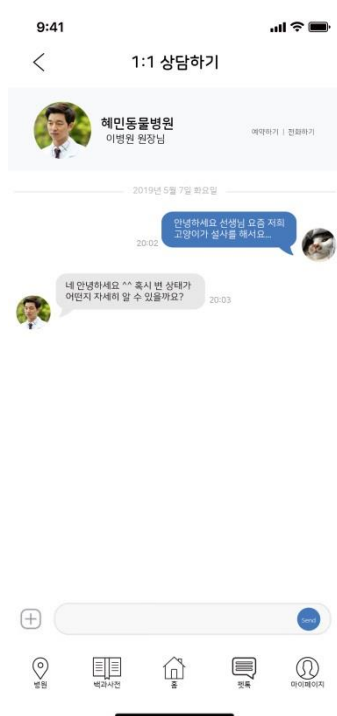 9:41
1:1 상담하기
혜민동물병원
이병원 원장님
예약하기 | 전화하기
2019년 5월 7일 화요일
안녕하세요 선생님 요즘 저희
고양이가 설사를 해서요...
20:02
네 안녕하세요 ^^ 혹시 변 상태가
어떤지 자세히 알 수 있을까요?
20:03
Send
병원
백과사전
홈
펫톡
마이페이지